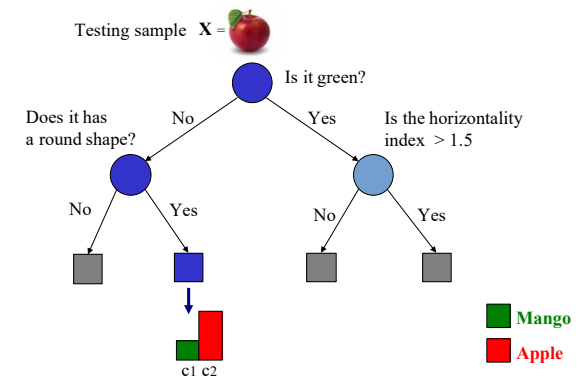 Testing sample X =
Is it green?
Does it has
a round shape?
No
Yes
Is the horizontality
index > 1.5
No
Yes
No
Yes
Mango
Apple
c1 c2